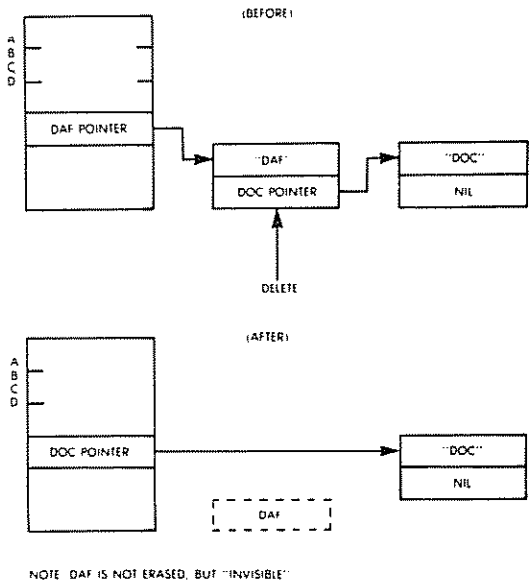 (BEFORE)
A
B
C
D
DAF POINTER
"DAF"
DOC POINTER
"DOC"
NIL
DELETE
(AFTER)
A
B
C
D
DOC POINTER
"DOC"
NIL
DAF
NOTE DAF IS NOT ERASED, BUT "INVISIBLE"